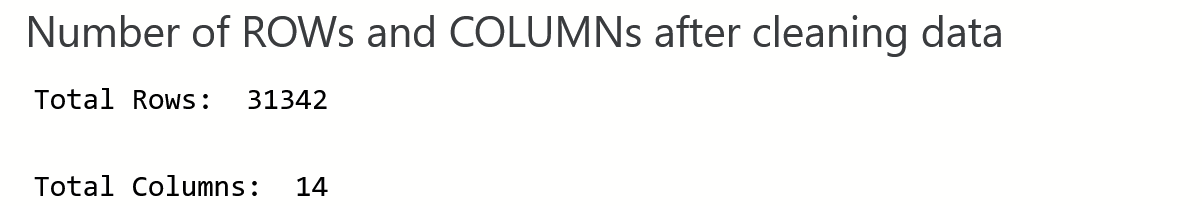 Number of ROWs and COLUMNs after cleaning data
Total Rows:  31342
Total Columns:  14